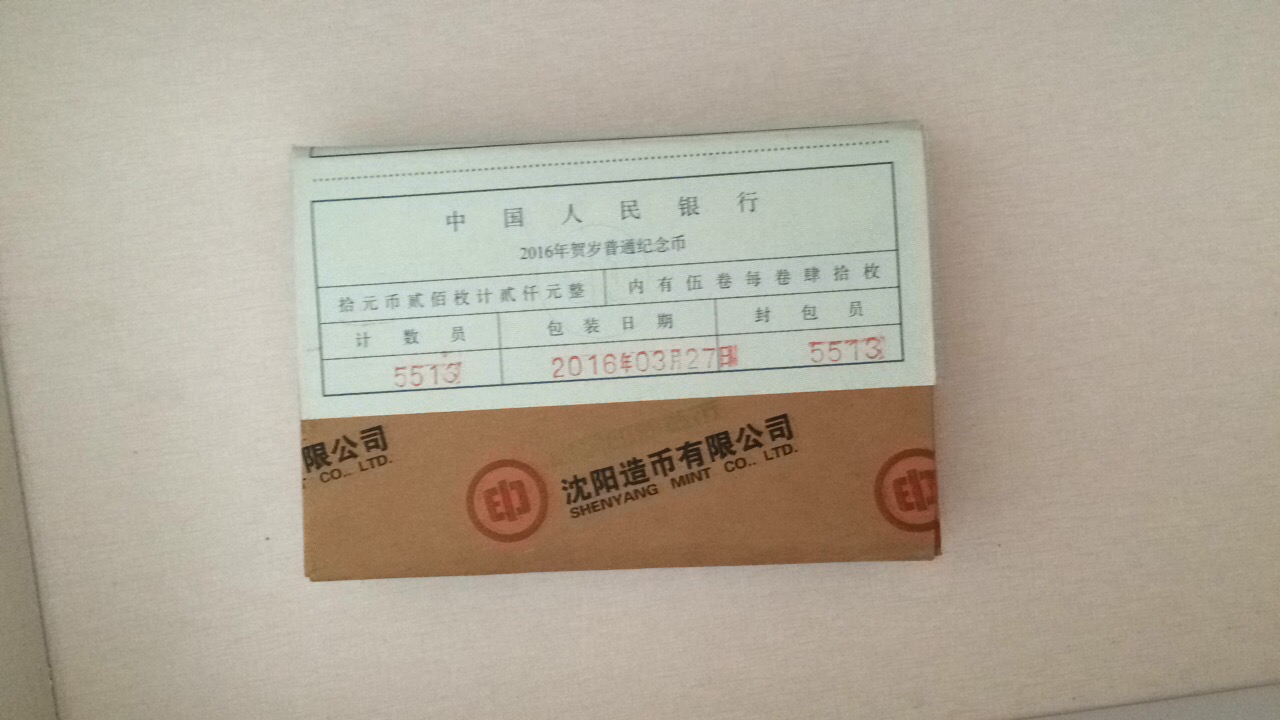 中国人民银行
2016年贺岁普通纪念币
拾元币贰佰枚计贰仟元整 内有伍卷每卷肆拾枚
计数员 包装日期 封包员
5513 2016年03月27日 5513
限公司
CO.. LTD.
沈阳造币有限公司
SHENYANG MINT CO.. LTD.